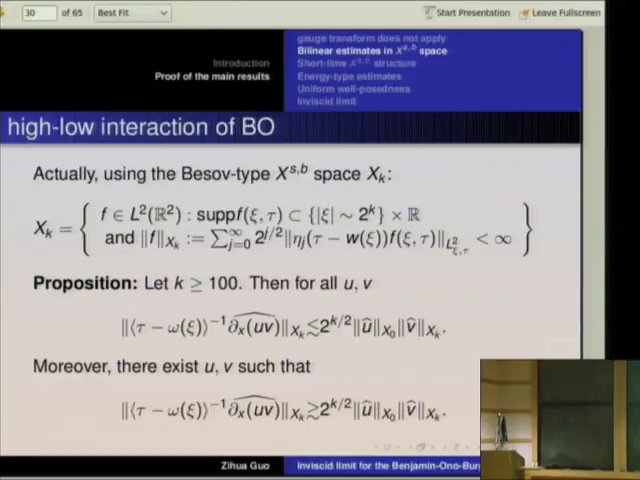 30 of 65 Best Fit Start Presentation Leave Fullscreen
Introduction
Proof of the main results
gauge transform does not apply
Bilinear estimates in X^{s,b} space
Short-time X^{s,b} structure
Energy-type estimates
Uniform well-posedness
Inviscid limit
high-low interaction of BO
Actually, using the Besov-type X^{s,b} space X_k:
X_k = { f ∈ L²(ℝ²) : suppf(ξ, τ) ⊂ {|ξ| ∼ 2^k} × ℝ
and ‖f‖_{X_k} := ∑_{j=0}^∞ 2^{j/2}‖η_j(τ − w(ξ))f(ξ, τ)‖_{L²_{ξ,τ}} < ∞ }
Proposition: Let k ≥ 100. Then for all u, v
‖⟨τ − ω(ξ)⟩^{−1} \widehat{∂_x(uv)}‖_{X_k} ≲ 2^{k/2}‖û‖_{X_0}‖v̂‖_{X_k}.
Moreover, there exist u, v such that
‖⟨τ − ω(ξ)⟩^{−1} \widehat{∂_x(uv)}‖_{X_k} ≳ 2^{k/2}‖û‖_{X_0}‖v̂‖_{X_k}.
Zihua Guo Inviscid limit for the Benjamin-Ono-Bur